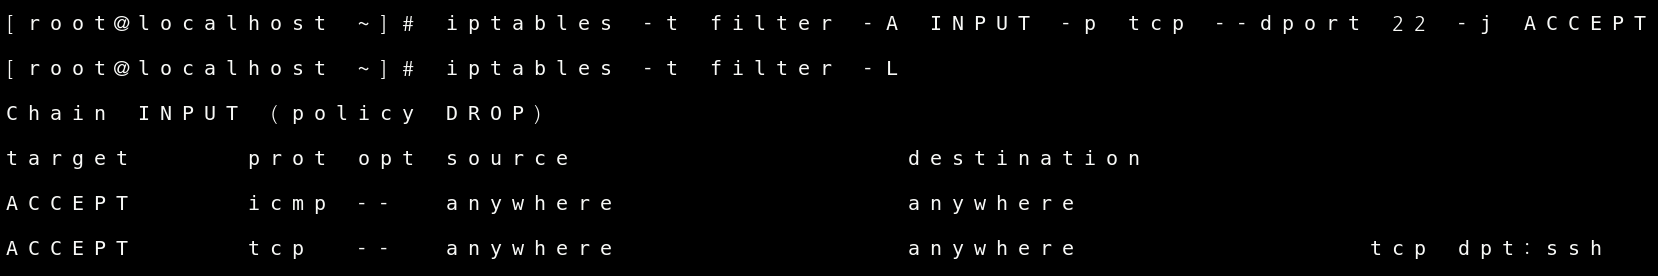 [root@localhost ~]# iptables -t filter -A INPUT -p tcp --dport 22 -j ACCEPT
[root@localhost ~]# iptables -t filter -L
Chain INPUT (policy DROP)
target     prot opt source               destination
ACCEPT     icmp --  anywhere             anywhere
ACCEPT     tcp  --  anywhere             anywhere             tcp dpt:ssh